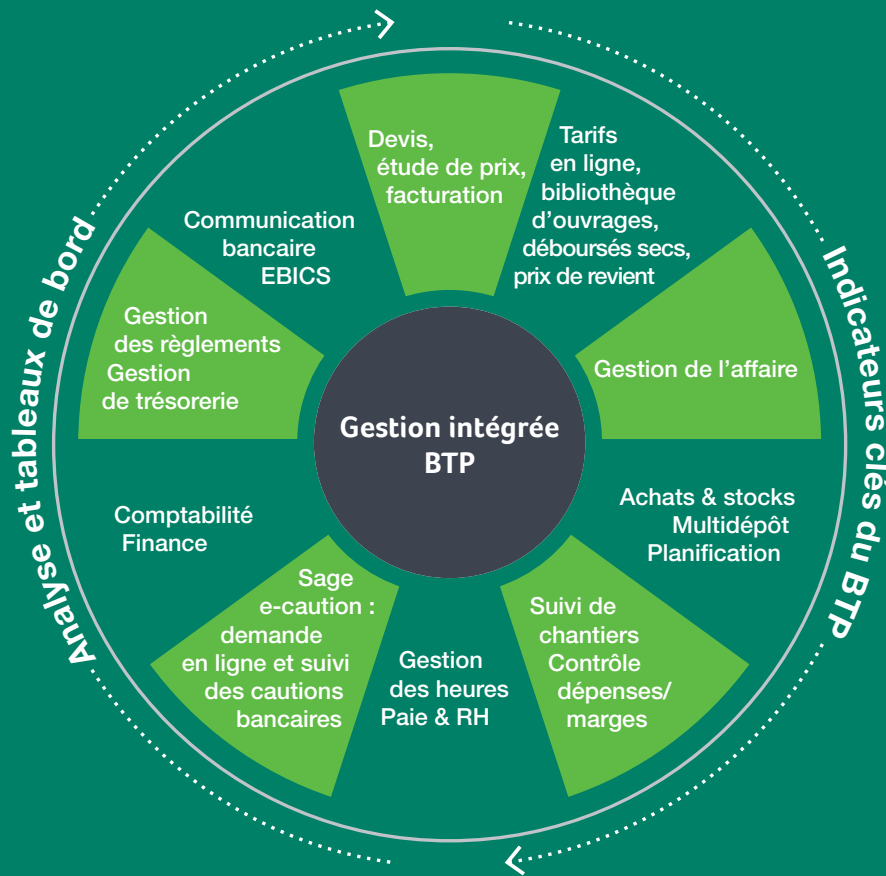 Gestion intégrée
BTP
Devis,
étude de prix,
facturation
Tarifs
en ligne,
bibliothèque
d’ouvrages,
déboursés secs,
prix de revient
Gestion de l’affaire
Achats & stocks
Multidépôt
Planification
Suivi de
chantiers
Contrôle
dépenses/
marges
Gestion
des heures
Paie & RH
Sage
e-caution :
demande
en ligne et suivi
des cautions
bancaires
Comptabilité
Finance
Gestion
des règlements
Gestion
de trésorerie
Communication
bancaire
EBICS
Analyse et tableaux de bord
Indicateurs clés du BTP